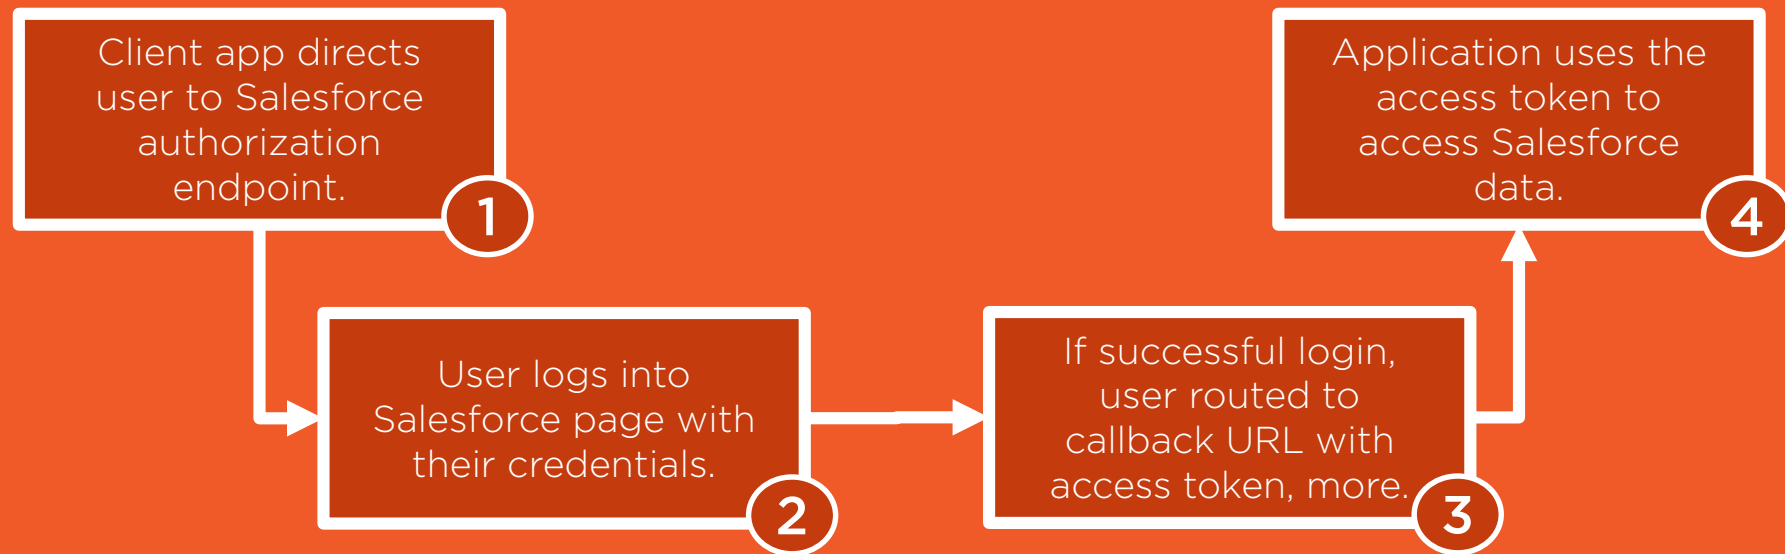 Client app directs
user to Salesforce
authorization
endpoint.
1
User logs into
Salesforce page with
their credentials.
2
If successful login,
user routed to
callback URL with
access token, more.
3
Application uses the
access token to
access Salesforce
data.
4